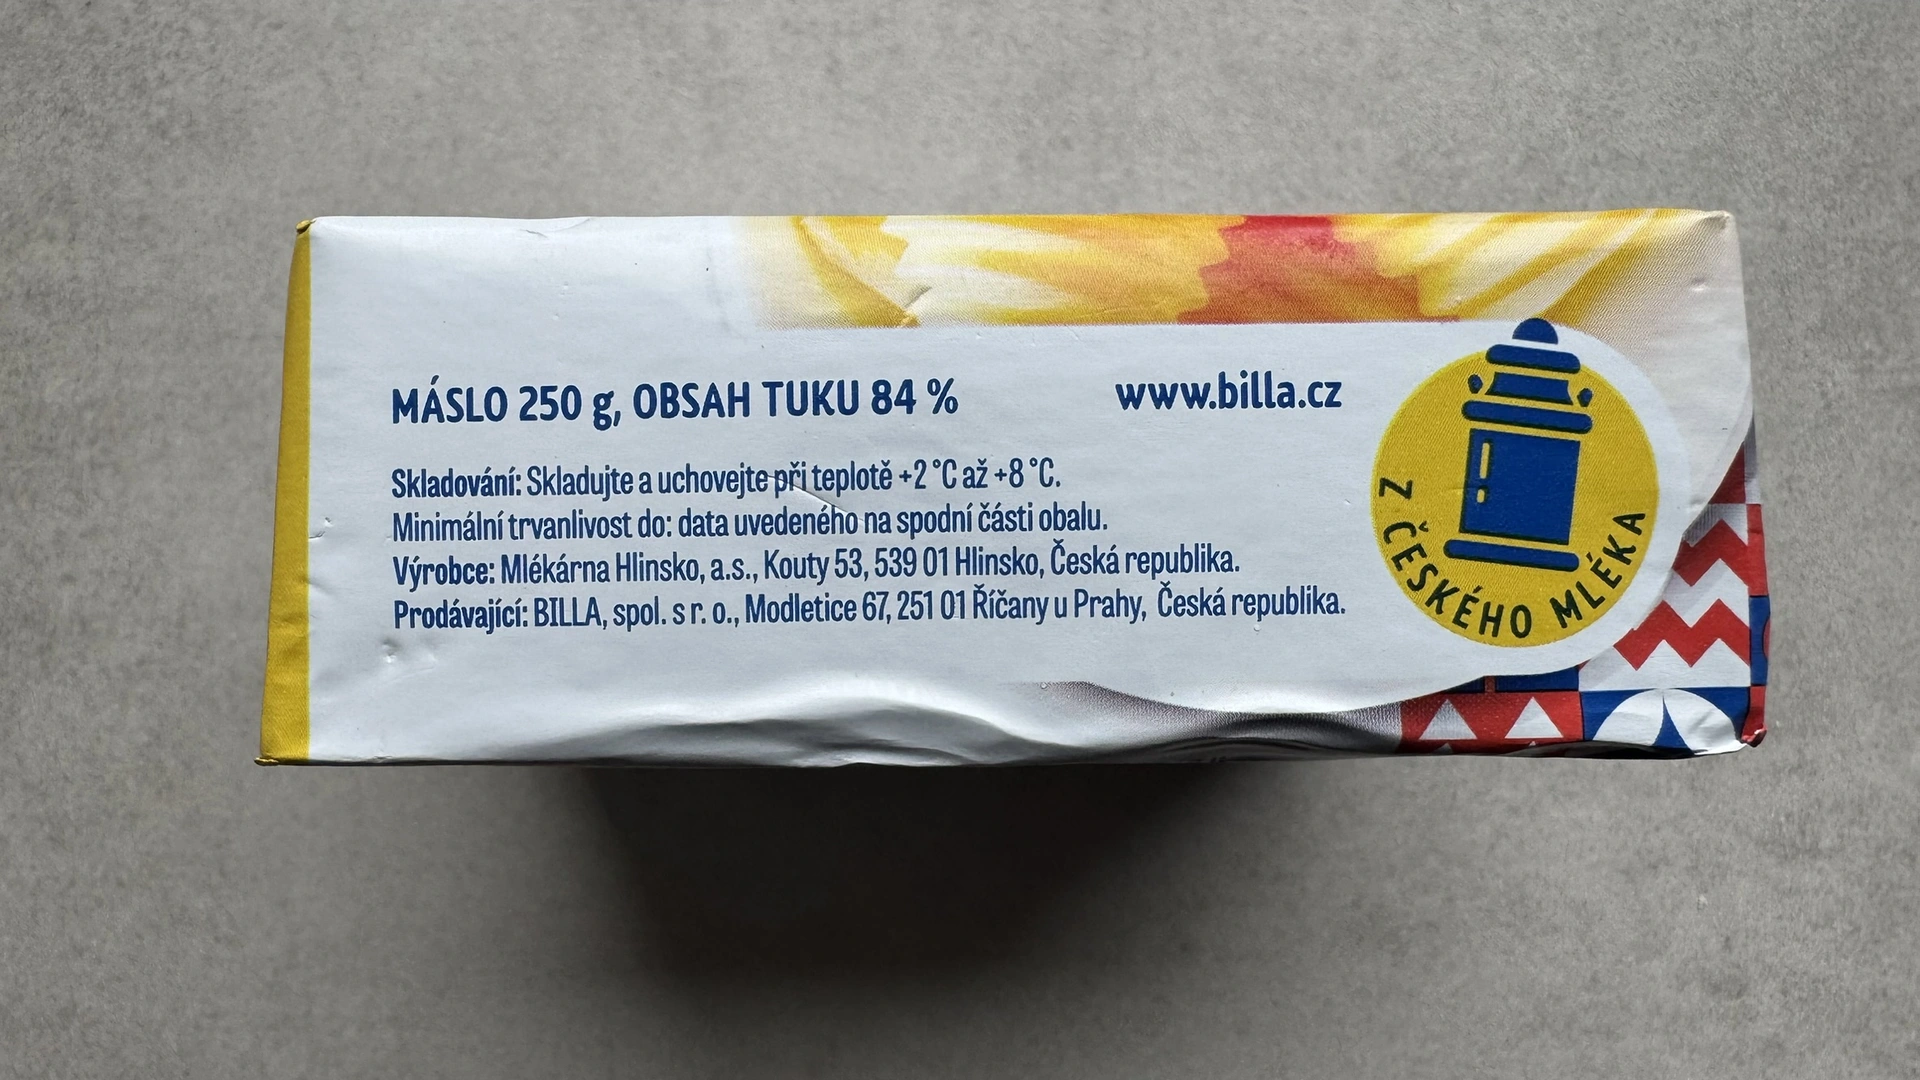 MÁSLO 250 g, OBSAH TUKU 84 %
www.billa.cz
Skladování: Skladujte a uchovejte při teplotě +2 °C až +8 °C.
Minimální trvanlivost do: data uvedeného na spodní části obalu.
Výrobce: Mlékárna Hlinsko, a.s., Kouty 53, 539 01 Hlinsko, Česká republika.
Prodávající: BILLA, spol. s r. o., Modletice 67, 251 01 Říčany u Prahy, Česká republika.
Z ČESKÉHO MLÉKA